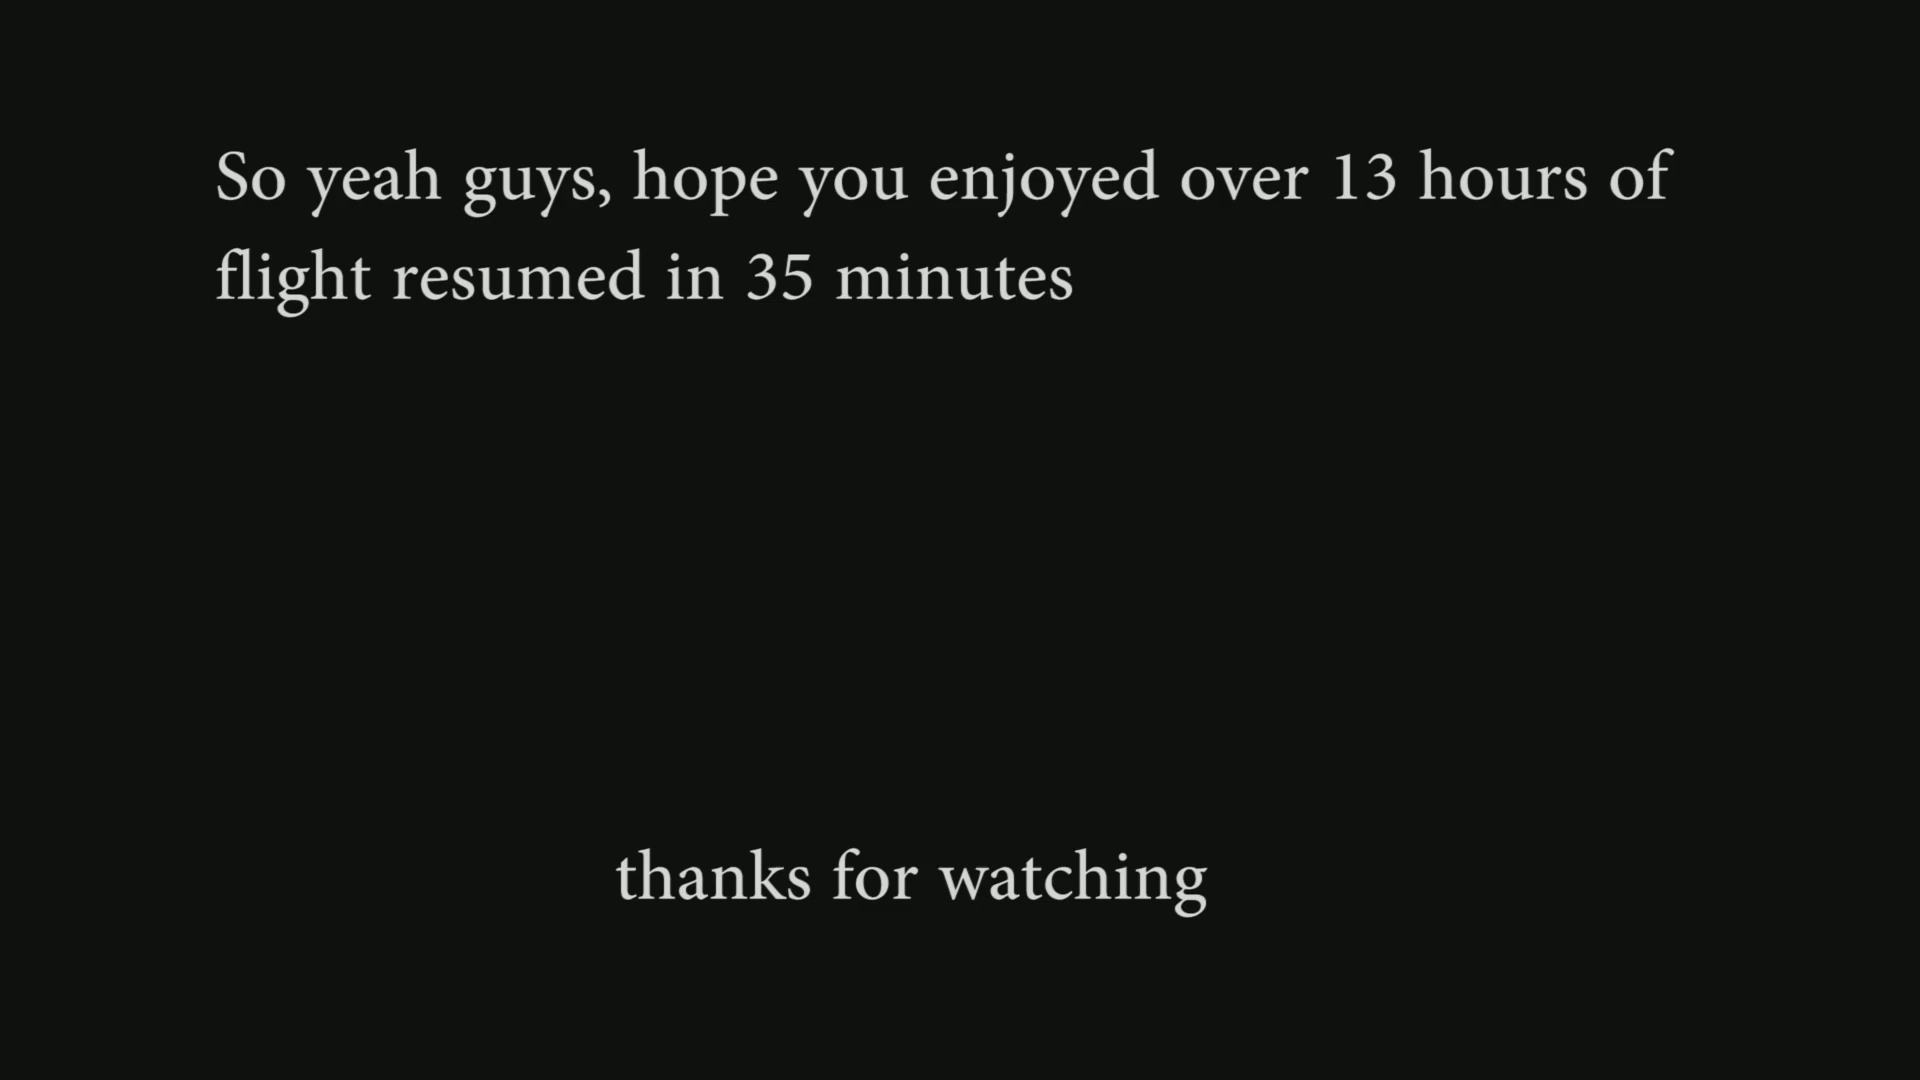 So yeah guys, hope you enjoyed over 13 hours of
flight resumed in 35 minutes
thanks for watching